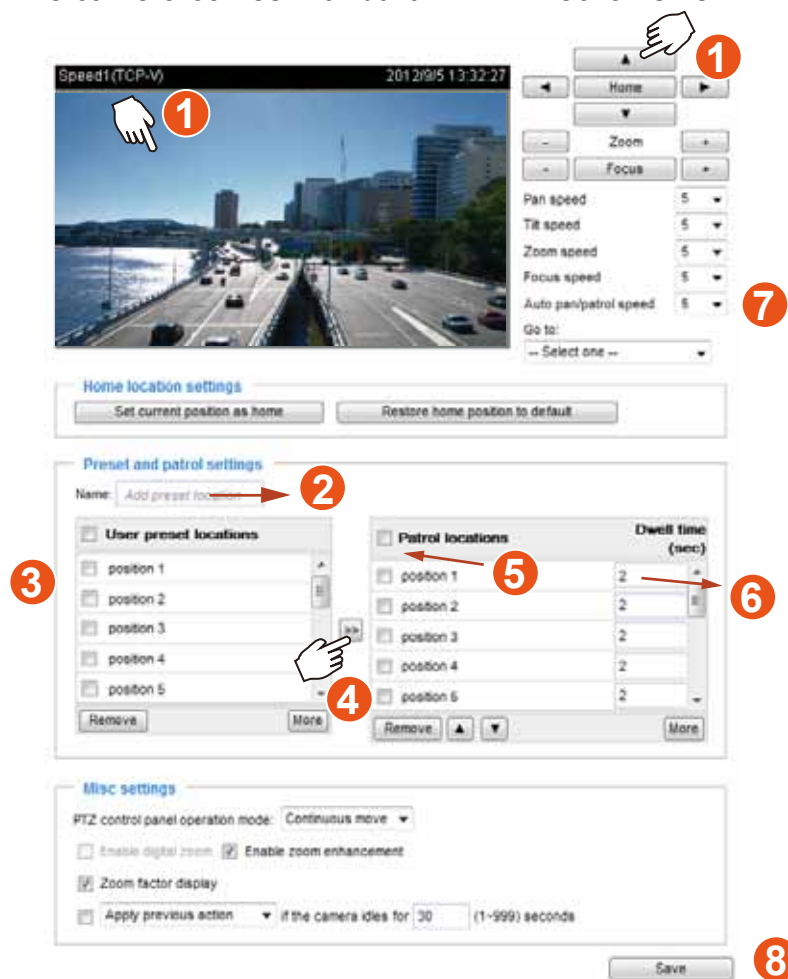 1
Speed1(TCP-V) 2012/9/5 13:32:27
1
▲
◄ Home ►
▼
- Zoom +
- Focus +
Pan speed 5
Tilt speed 5
Zoom speed 5
Focus speed 5
Auto pan/patrol speed 5
7
Go to:
-- Select one --
Home location settings
Set current position as home
Restore home position to default
Preset and patrol settings
Name: Add preset location
2
User preset locations
3
position 1
position 2
position 3
position 4
position 5
Remove More
>>
4
Patrol locations Dwell time (sec)
5
position 1 2
6
position 2 2
position 3 2
position 4 2
position 5 2
Remove ▲ ▼ More
Misc settings
PTZ control panel operation mode: Continuous move
Enable digital zoom Enable zoom enhancement
Zoom factor display
Apply previous action if the camera idles for 30 (1~999) seconds
Save
8